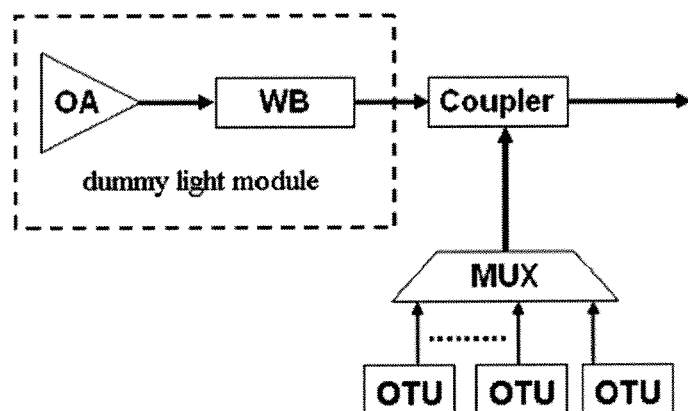 OA
WB
Coupler
dummy light module
MUX
OTU
OTU
OTU